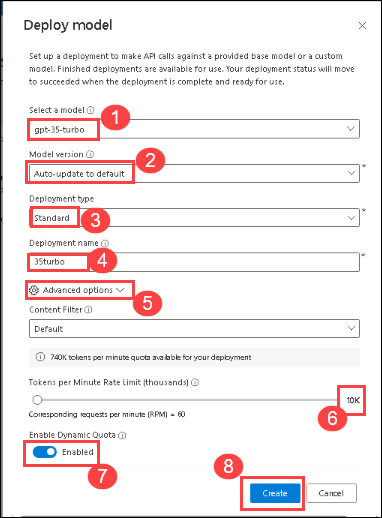 Deploy model
Set up a deployment to make API calls against a provided base model or a custom
model. Finished deployments are available for use. Your deployment status will move
to succeeded when the deployment is complete and ready for use.
Select a model
1
gpt-35-turbo
Model version
2
Auto-update to default
*
Deployment type
Standard
3
*
Deployment name
35turbo
4
*
Advanced options
5
Content Filter
Default
740K tokens per minute quota available for your deployment
Tokens per Minute Rate Limit (thousands)
10K
Corresponding requests per minute (RPM) = 60
6
Enable Dynamic Quota
Enabled
7
8
Create
Cancel